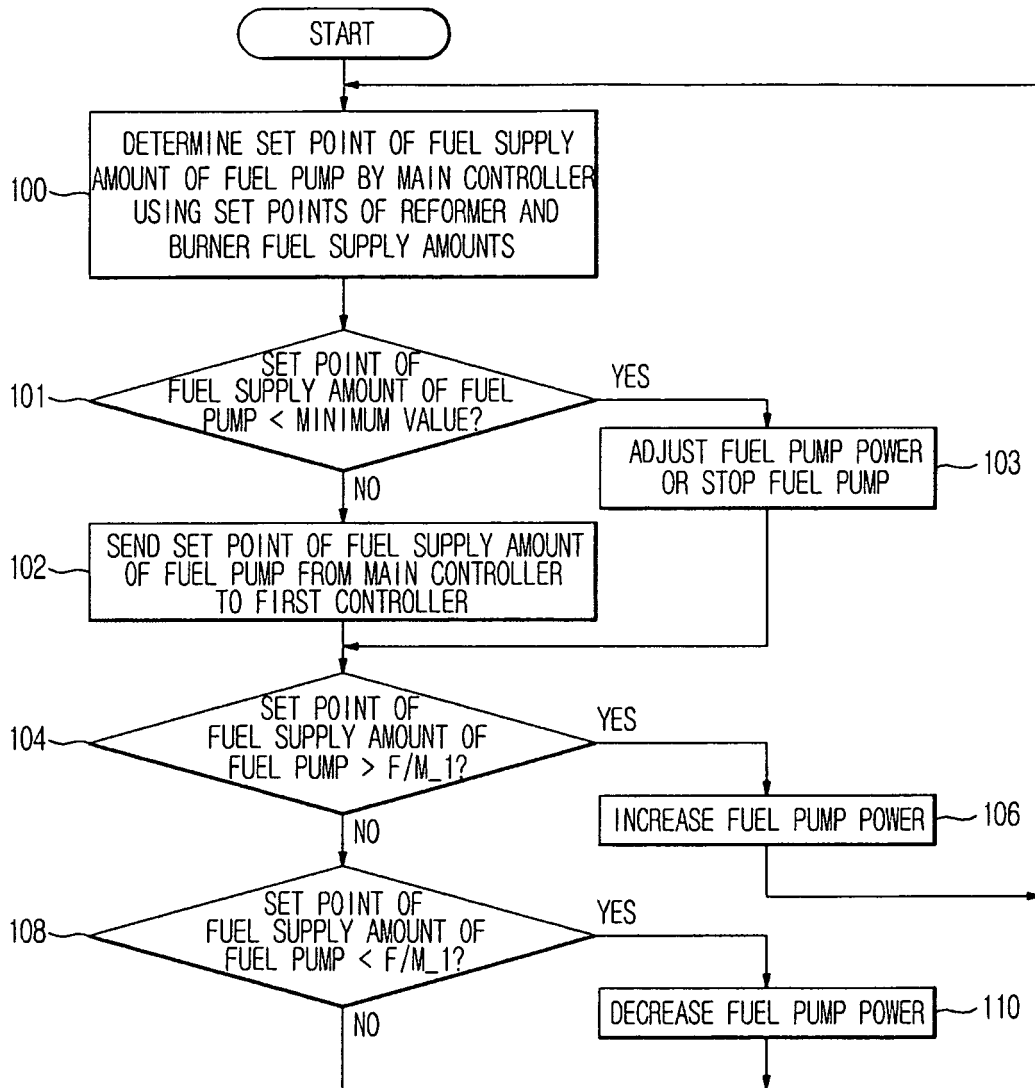 START
DETERMINE SET POINT OF FUEL SUPPLY
AMOUNT OF FUEL PUMP BY MAIN CONTROLLER
USING SET POINTS OF REFORMER AND
BURNER FUEL SUPPLY AMOUNTS
100
SET POINT OF
FUEL SUPPLY AMOUNT OF FUEL
PUMP < MINIMUM VALUE?
101
YES
NO
ADJUST FUEL PUMP POWER
OR STOP FUEL PUMP
103
SEND SET POINT OF FUEL SUPPLY AMOUNT
OF FUEL PUMP FROM MAIN CONTROLLER
TO FIRST CONTROLLER
102
SET POINT OF
FUEL SUPPLY AMOUNT OF
FUEL PUMP > F/M_1?
104
YES
NO
INCREASE FUEL PUMP POWER
106
SET POINT OF
FUEL SUPPLY AMOUNT OF
FUEL PUMP < F/M_1?
108
YES
NO
DECREASE FUEL PUMP POWER
110